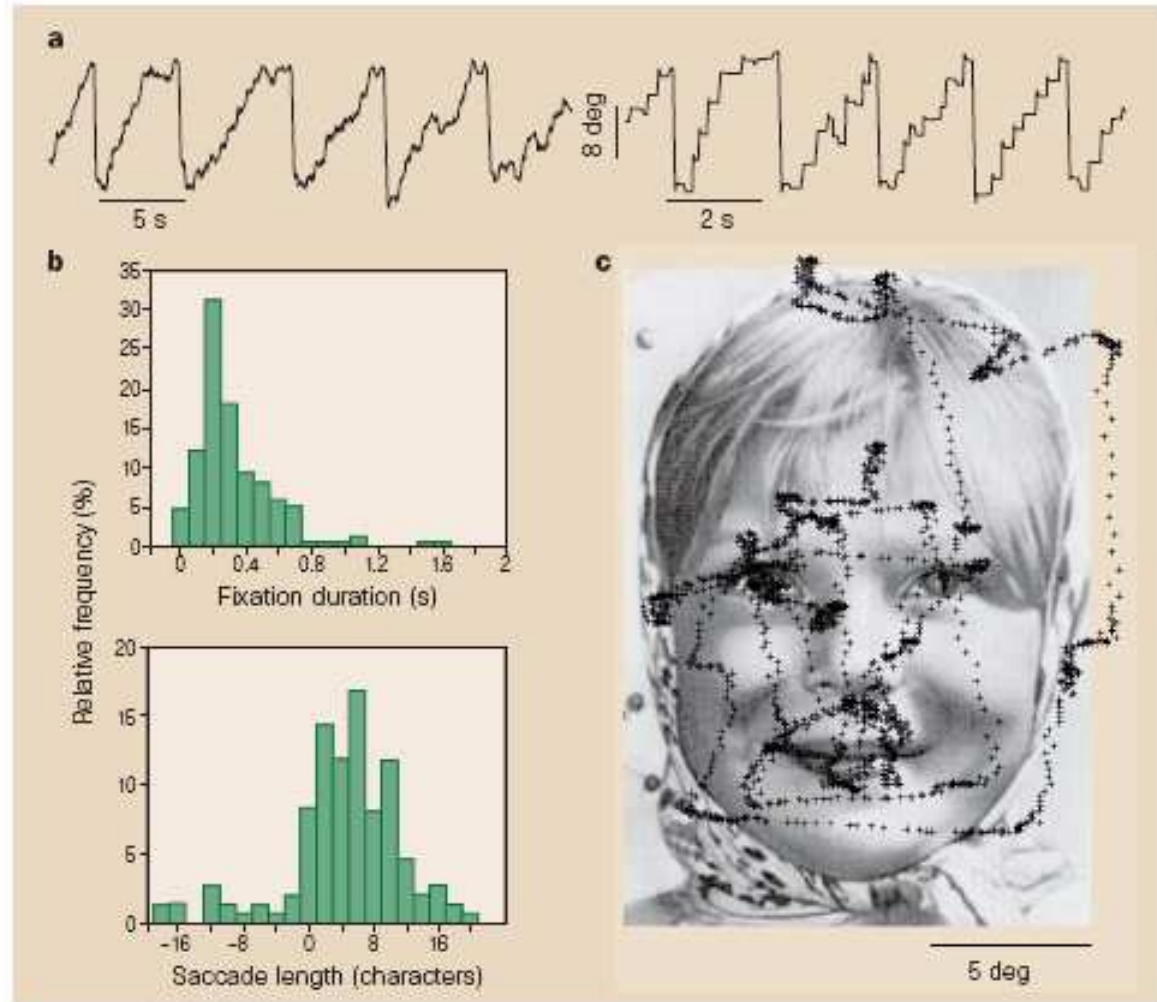 a
8 deg
5 s
2 s
b
c
35
30
25
20
15
10
5
0
0 0.4 0.8 1.2 1.6 2
Fixation duration (s)
Relative frequency (%)
20
15
10
5
0
-16 -8 0 8 16
Saccade length (characters)
5 deg